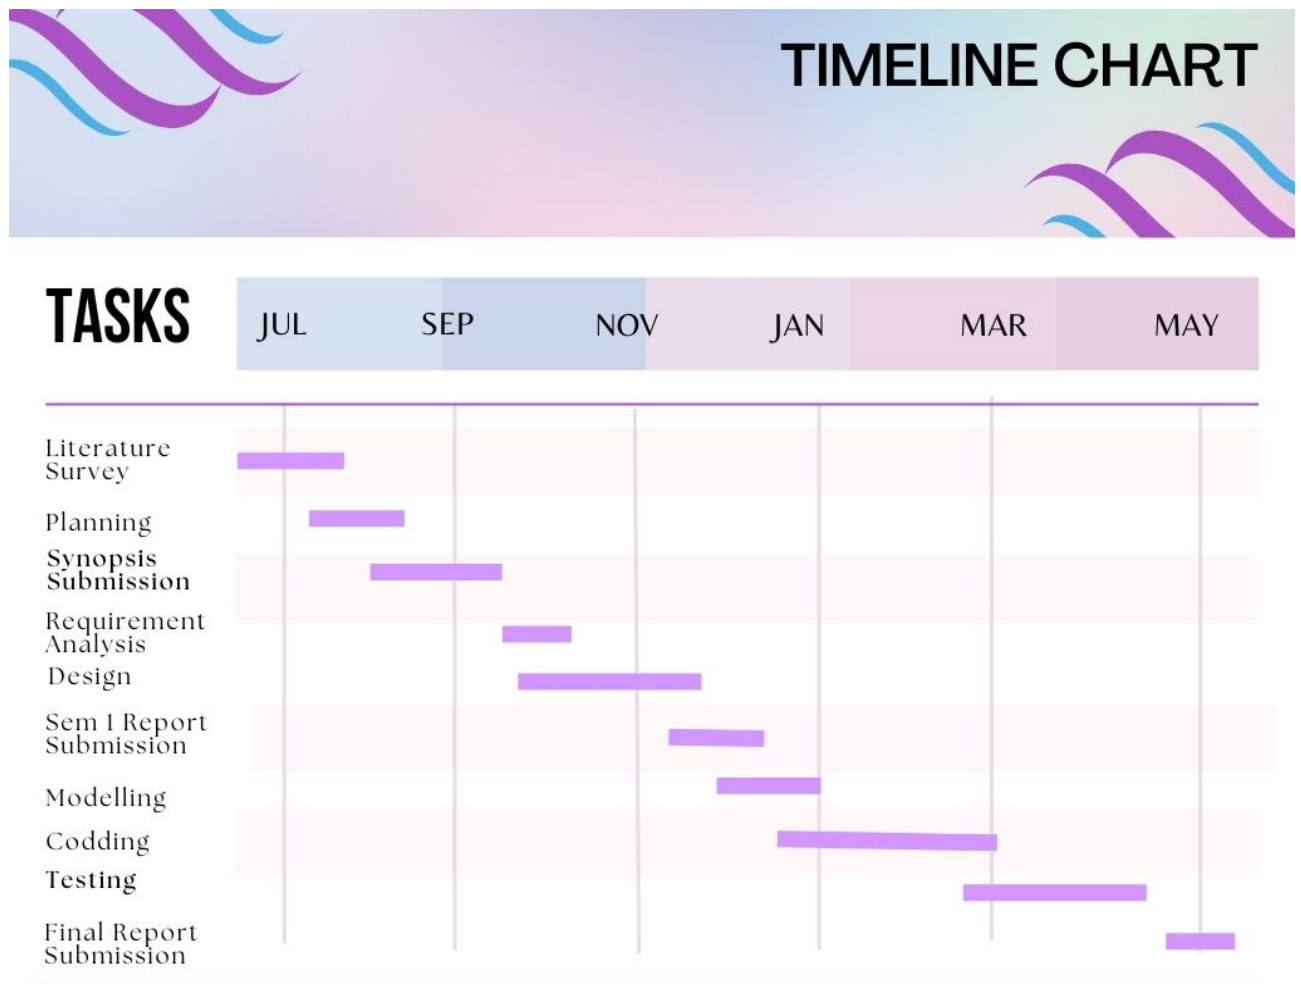 TIMELINE CHART
TASKS
JUL SEP NOV JAN MAR MAY
Literature
Survey
Planning
Synopsis
Submission
Requirement
Analysis
Design
Sem 1 Report
Submission
Modelling
Codding
Testing
Final Report
Submission